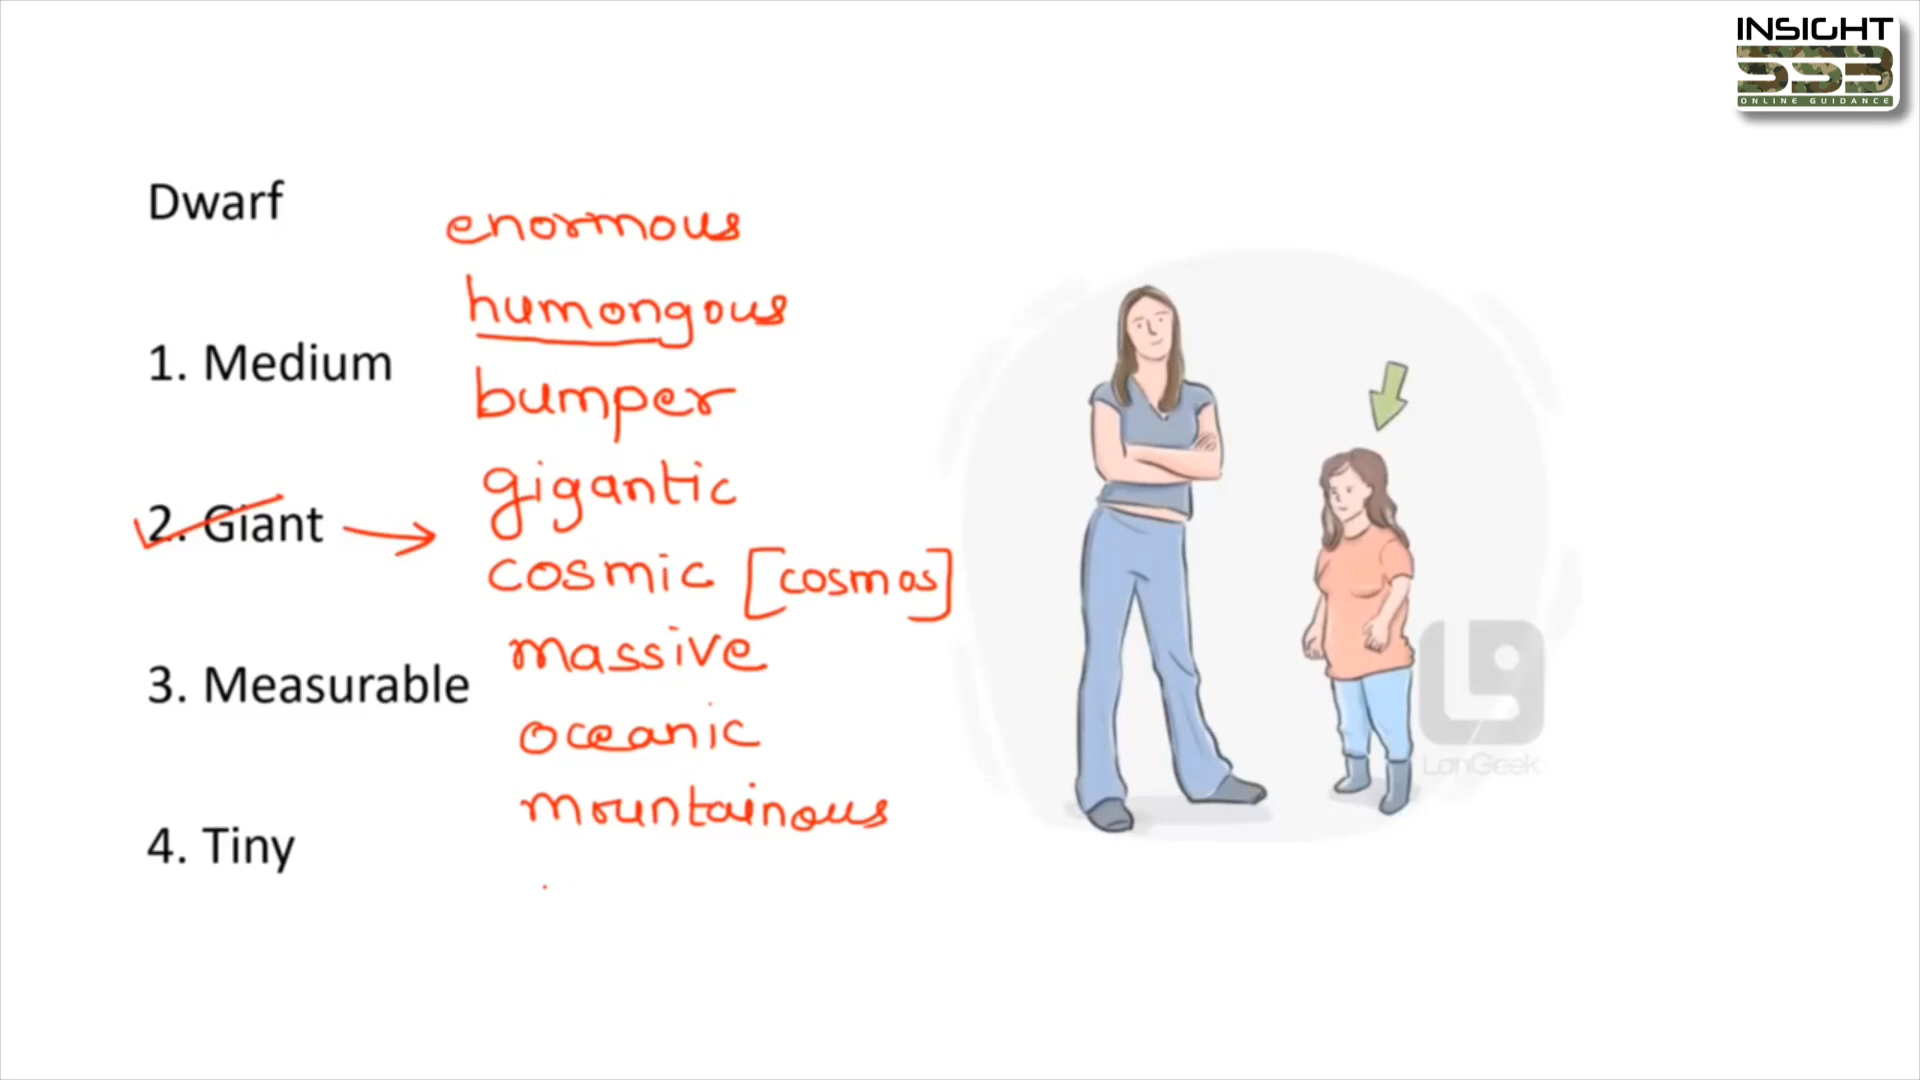 INSIGHT
SSB
ONLINE GUIDANCE
Dwarf
enormous
humongous
1. Medium
bumper
gigantic
2. Giant
cosmic [cosmos]
massive
3. Measurable
oceanic
mountainous
4. Tiny
LanGeek